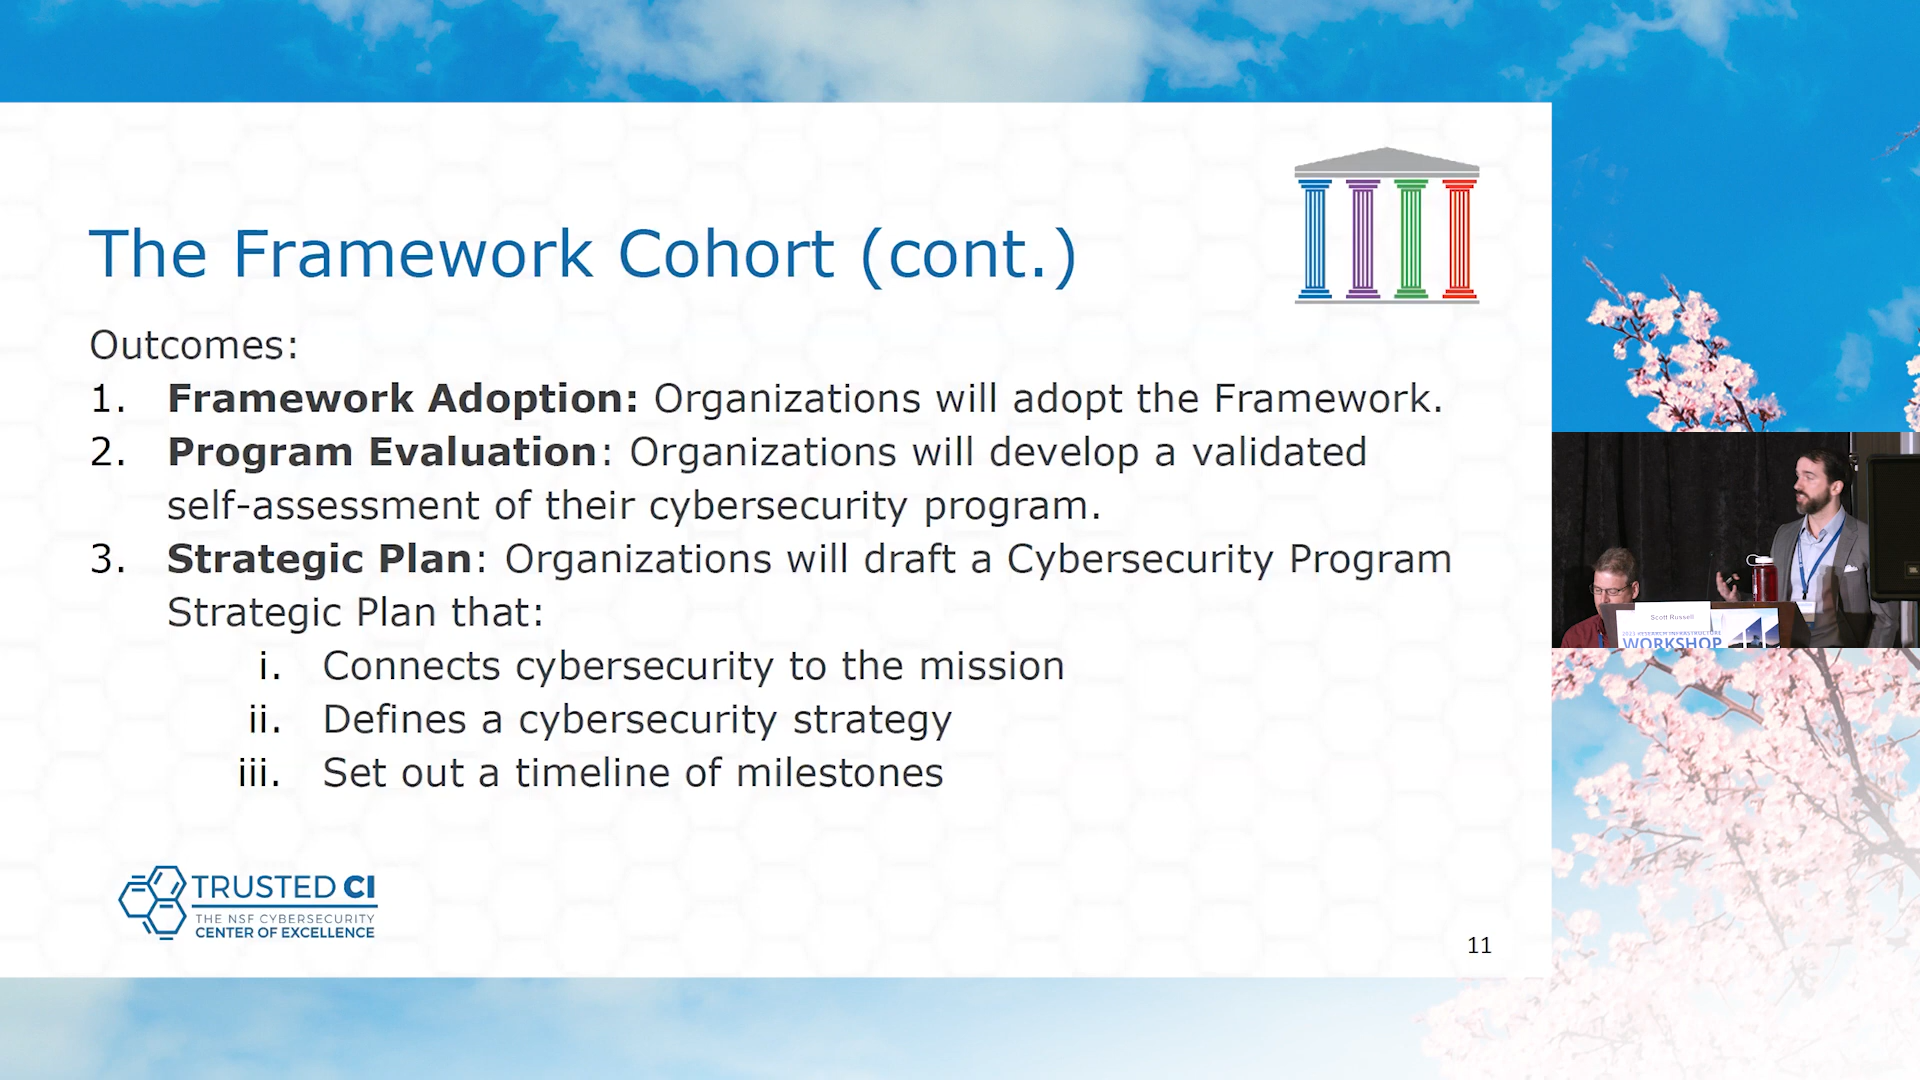 The Framework Cohort (cont.)
Outcomes:
1. Framework Adoption: Organizations will adopt the Framework.
2. Program Evaluation: Organizations will develop a validated
self-assessment of their cybersecurity program.
3. Strategic Plan: Organizations will draft a Cybersecurity Program
Strategic Plan that:
i. Connects cybersecurity to the mission
ii. Defines a cybersecurity strategy
iii. Set out a timeline of milestones
TRUSTED CI
THE NSF CYBERSECURITY
CENTER OF EXCELLENCE
11
Scott Russell
2023 RESEARCH INFRASTRUCTURE
WORKSHOP